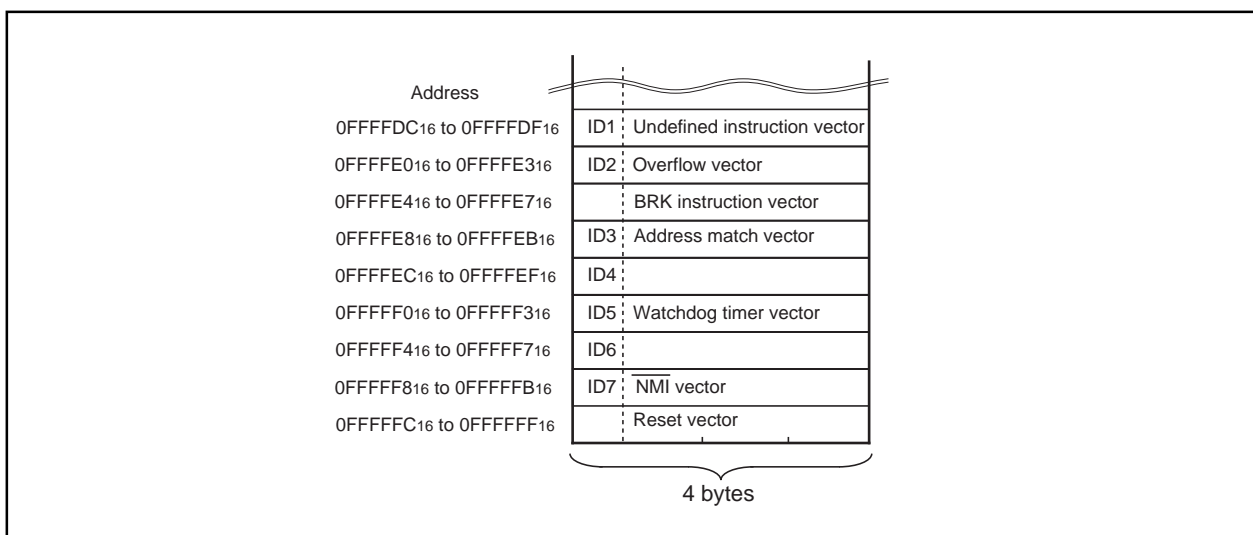 Address
0FFFFDC16 to 0FFFFDF16 ID1 Undefined instruction vector
0FFFFE016 to 0FFFFE316 ID2 Overflow vector
0FFFFE416 to 0FFFFE716 BRK instruction vector
0FFFFE816 to 0FFFFEB16 ID3 Address match vector
0FFFFEC16 to 0FFFFEF16 ID4
0FFFFF016 to 0FFFFF316 ID5 Watchdog timer vector
0FFFFF416 to 0FFFFF716 ID6
0FFFFF816 to 0FFFFFB16 ID7 NMI vector
0FFFFFC16 to 0FFFFFF16 Reset vector
4 bytes